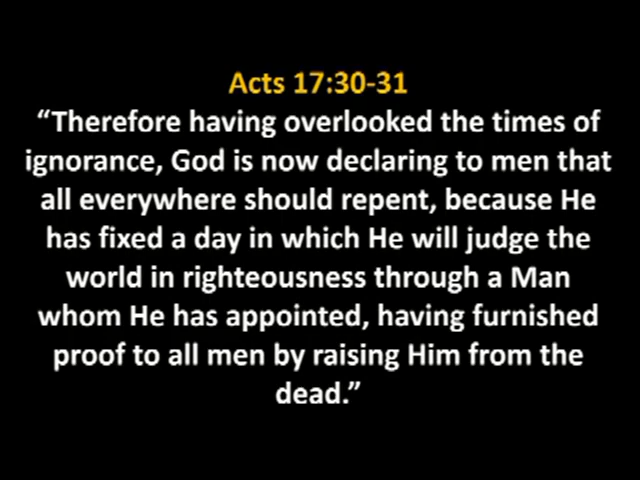 Acts 17:30-31
“Therefore having overlooked the times of
ignorance, God is now declaring to men that
all everywhere should repent, because He
has fixed a day in which He will judge the
world in righteousness through a Man
whom He has appointed, having furnished
proof to all men by raising Him from the
dead.”